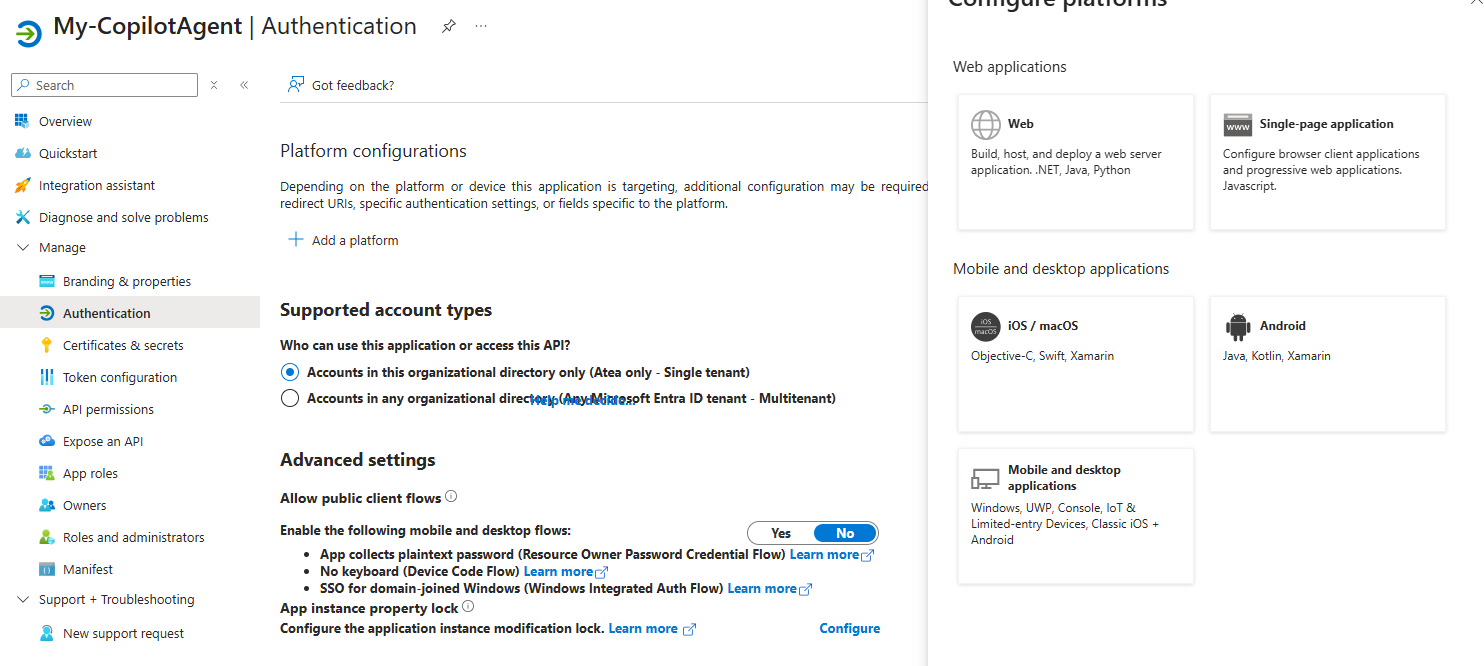 My-CopilotAgent | Authentication
...
Search
Overview
Quickstart
Integration assistant
Diagnose and solve problems
Manage
Branding & properties
Authentication
Certificates & secrets
Token configuration
API permissions
Expose an API
App roles
Owners
Roles and administrators
Manifest
Support + Troubleshooting
New support request
Got feedback?
Platform configurations
Depending on the platform or device this application is targeting, additional configuration may be required
redirect URIs, specific authentication settings, or fields specific to the platform.
Add a platform
Supported account types
Who can use this application or access this API?
Accounts in this organizational directory only (Atea only - Single tenant)
Accounts in any organizational directory (Any Microsoft Entra ID tenant - Multitenant)
Help me decide...
Advanced settings
Allow public client flows
Enable the following mobile and desktop flows:
Yes No
• App collects plaintext password (Resource Owner Password Credential Flow) Learn more
• No keyboard (Device Code Flow) Learn more
• SSO for domain-joined Windows (Windows Integrated Auth Flow) Learn more
App instance property lock
Configure the application instance modification lock. Learn more
Configure
Configure platforms
Web applications
Web
Build, host, and deploy a web server
application. .NET, Java, Python
www
Single-page application
Configure browser client applications
and progressive web applications.
Javascript.
Mobile and desktop applications
iOS
macOS
iOS / macOS
Objective-C, Swift, Xamarin
Android
Java, Kotlin, Xamarin
Mobile and desktop
applications
Windows, UWP, Console, IoT &
Limited-entry Devices, Classic iOS +
Android